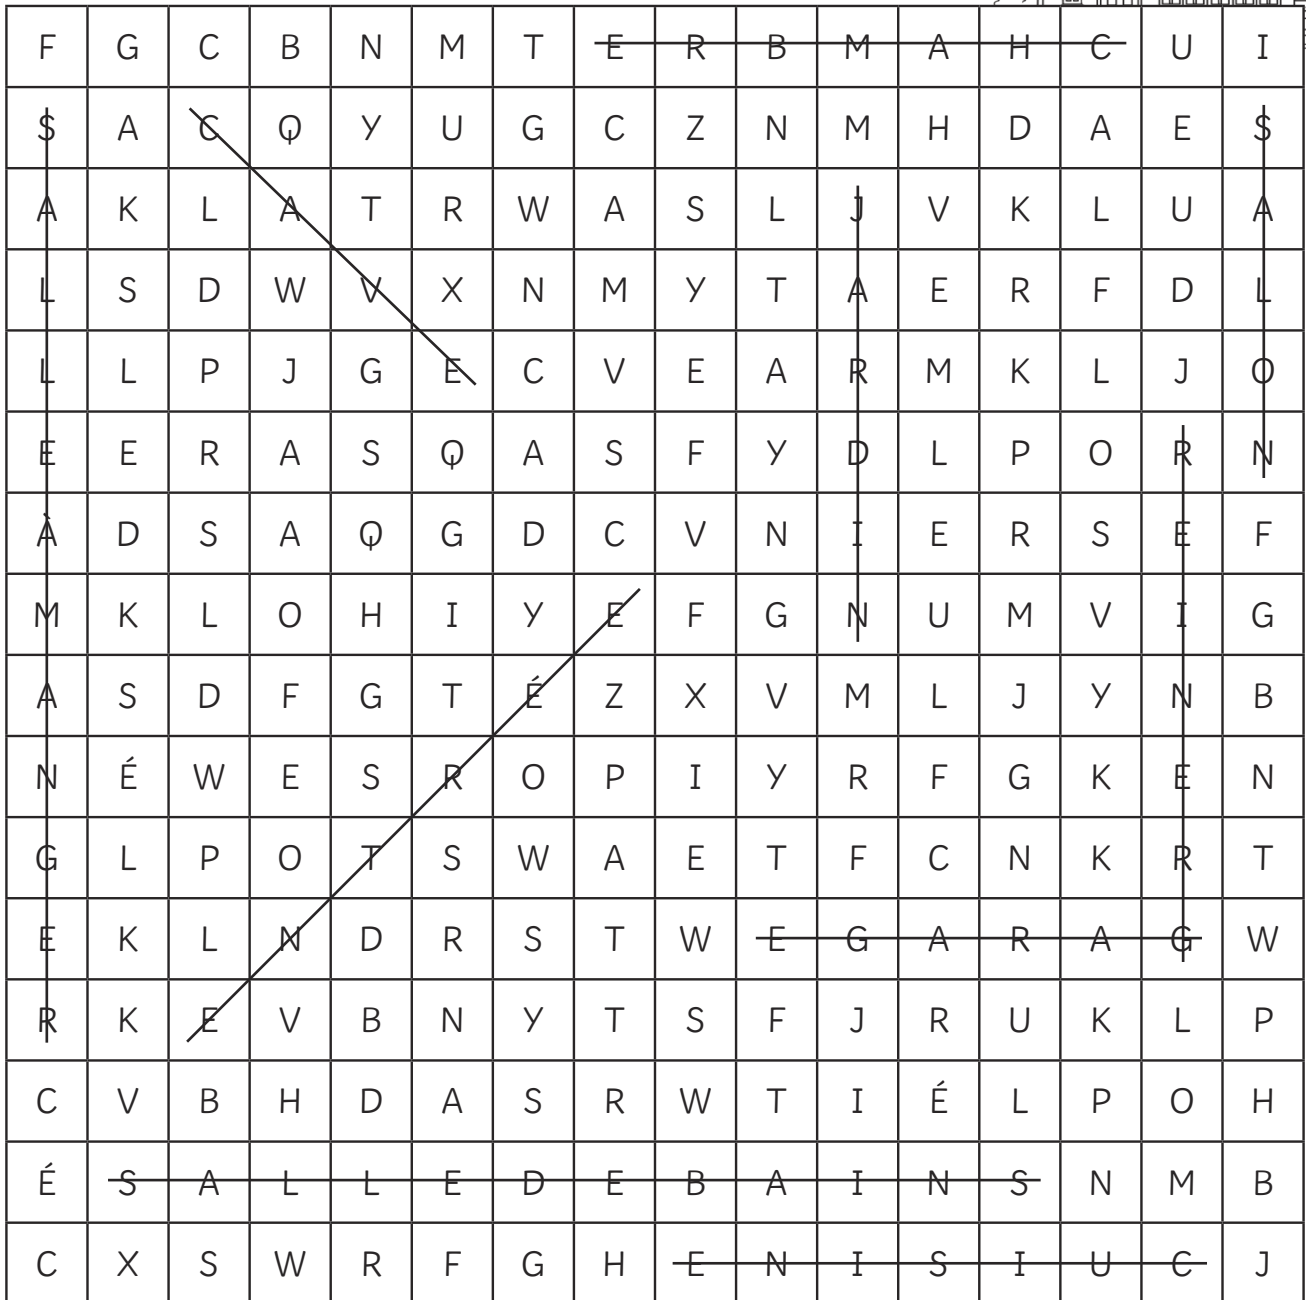 F G C B N M T E R B M A H C U I
S A C Q Y U G C Z N M H D A E S
A K L A T R W A S L J V K L U A
L S D W V X N M Y T A E R F D L
L L P J G E C V E A R M K L J O
E E R A S Q A S F Y D L P O R N
À D S A Q G D C V N I E R S E F
M K L O H I Y E F G N U M V I G
A S D F G T É Z X V M L J Y N B
N É W E S R O P I Y R F G K E N
G L P O T S W A E T F C N K R T
E K L N D R S T W E G A R A G W
R K E V B N Y T S F J R U K L P
C V B H D A S R W T I É L P O H
É S A L L E D E B A I N S N M B
C X S W R F G H E N I S I U C J